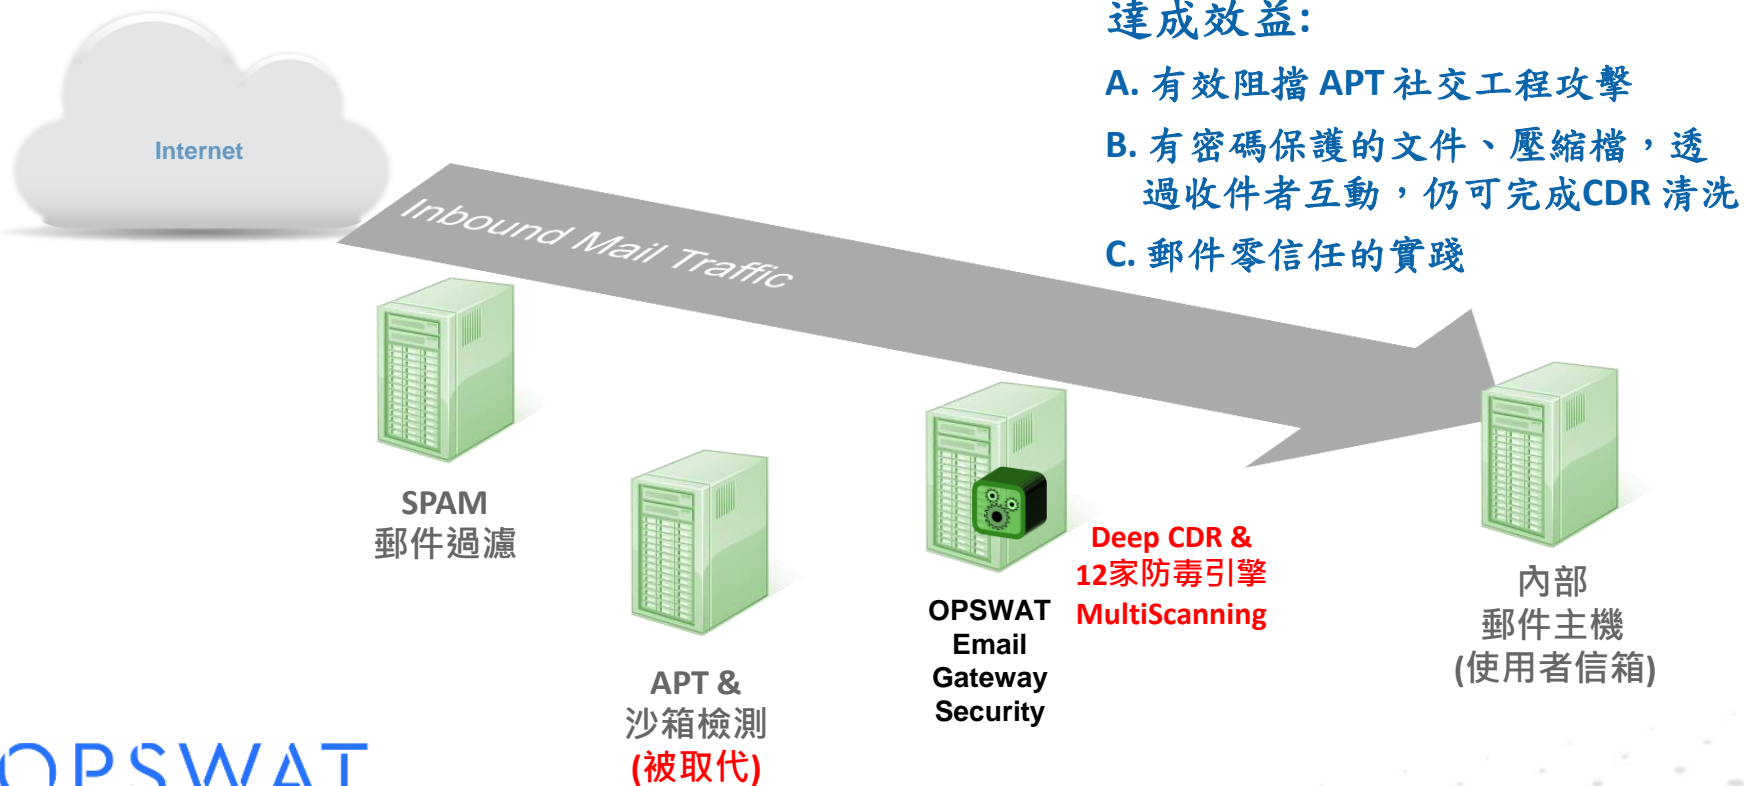 達成效益:
A. 有效阻擋 APT 社交工程攻擊
B. 有密碼保護的文件、壓縮檔，透
過收件者互動，仍可完成CDR 清洗
C. 郵件零信任的實踐
Internet
Inbound Mail Traffic
SPAM
郵件過濾
APT &
沙箱檢測
(被取代)
OPSWAT
Email
Gateway
Security
Deep CDR &
12家防毒引擎
MultiScanning
內部
郵件主機
(使用者信箱)
OPSWAT